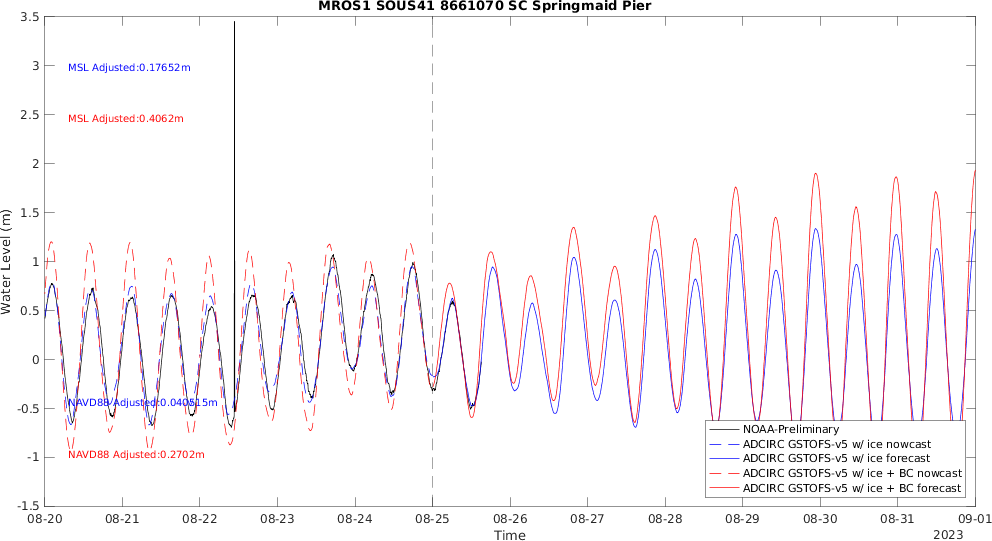 MROS1 SOUS41 8661070 SC Springmaid Pier
3.5
3
2.5
2
1.5
1
0.5
0
-0.5
-1
-1.5
Water Level (m)
MSL Adjusted:0.17652m
MSL Adjusted:0.4062m
NAVD88 Adjusted:0.040515m
NAVD88 Adjusted:0.2702m
NOAA-Preliminary
ADCIRC GSTOFS-v5 w/ ice nowcast
ADCIRC GSTOFS-v5 w/ ice forecast
ADCIRC GSTOFS-v5 w/ ice + BC nowcast
ADCIRC GSTOFS-v5 w/ ice + BC forecast
08-20 08-21 08-22 08-23 08-24 08-25 08-26 08-27 08-28 08-29 08-30 08-31 09-01
Time
2023